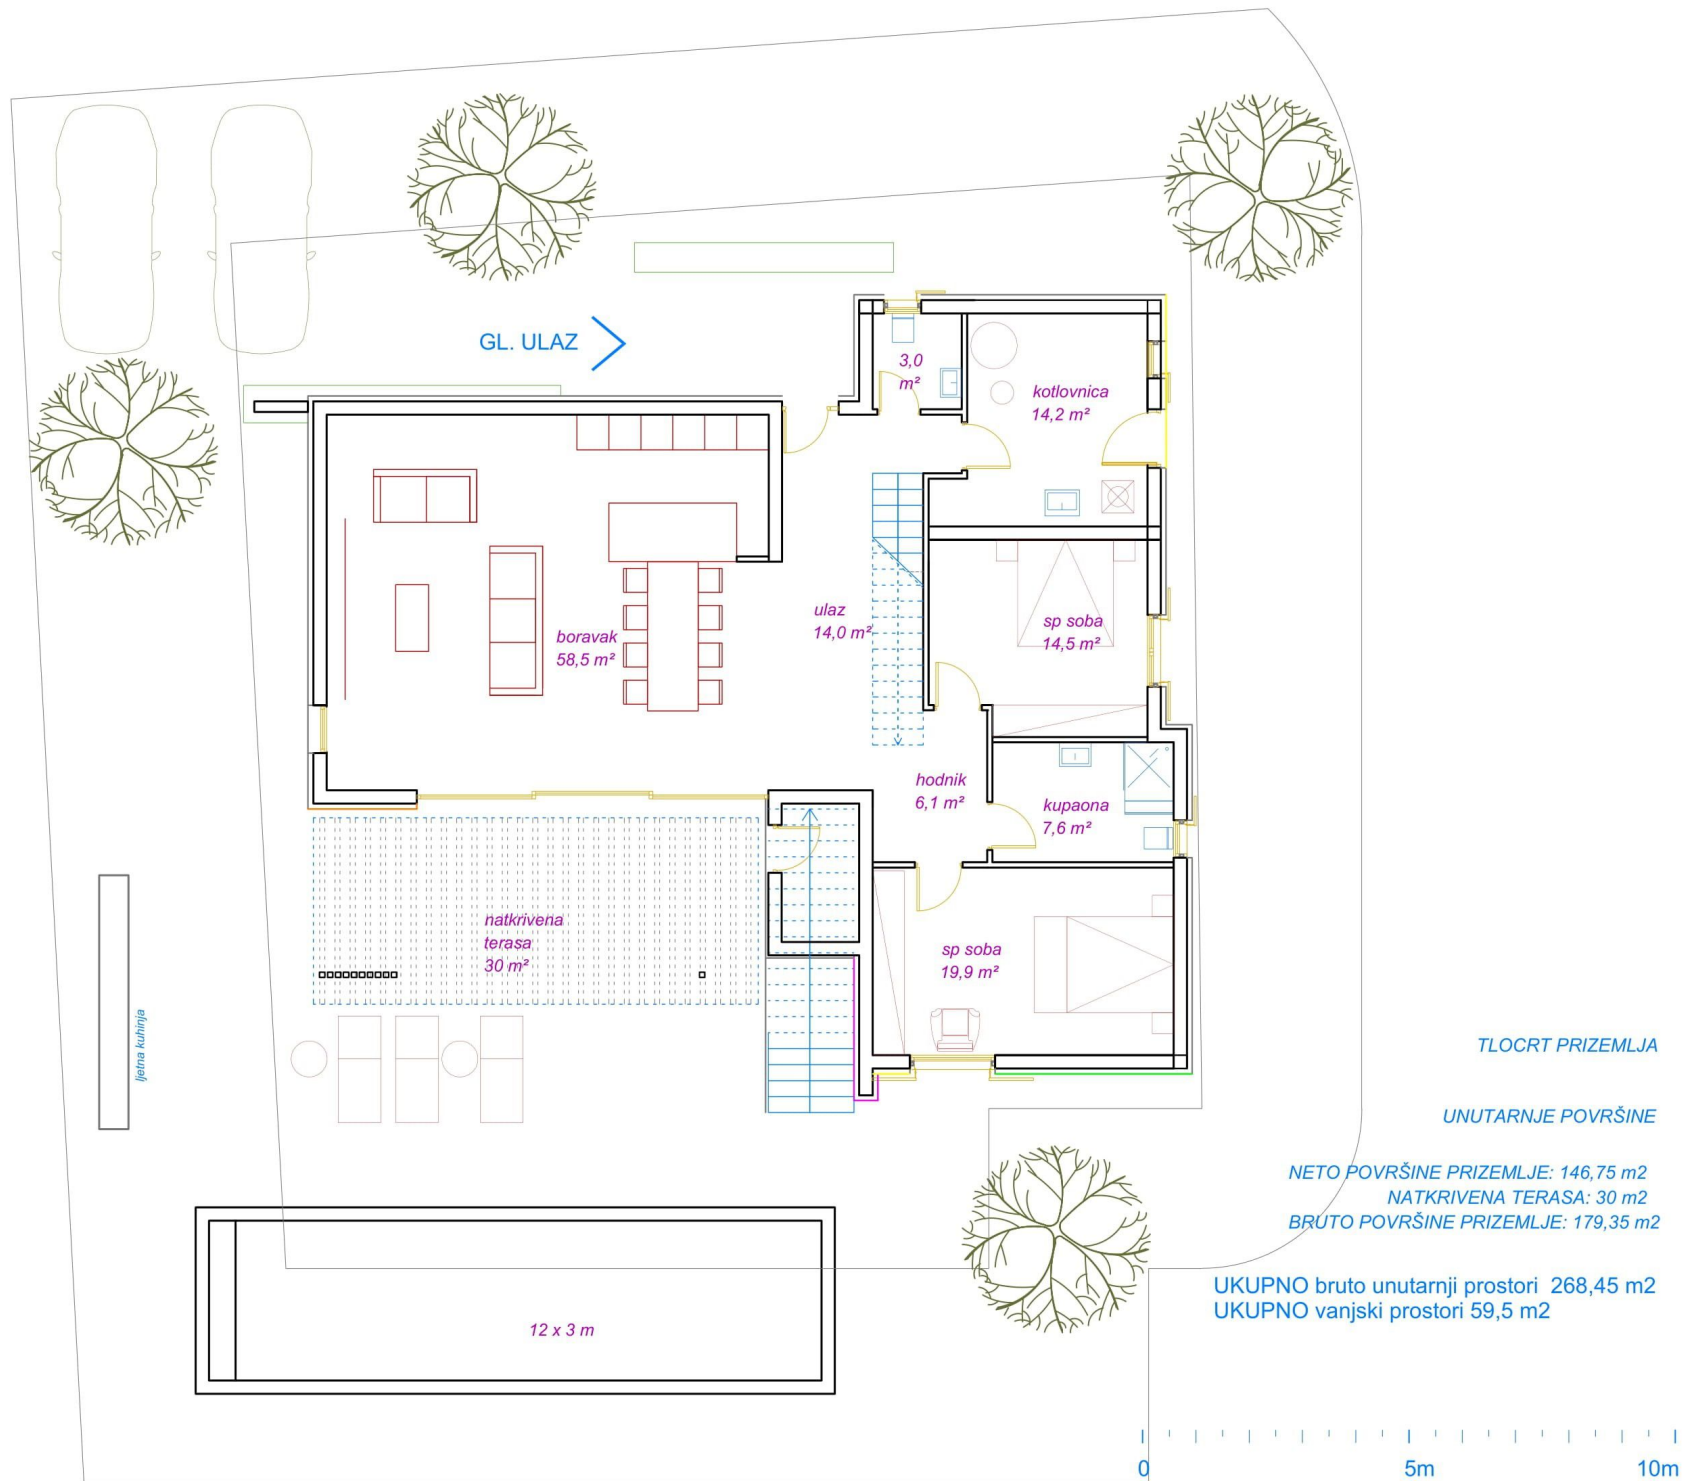 GL. ULAZ
3,0
m²
kotlovnica
14,2 m²
ulaz
14,0 m²
sp soba
14,5 m²
boravak
58,5 m²
hodnik
6,1 m²
kupaona
7,6 m²
natkrivena
terasa
30 m²
sp soba
19,9 m²
ljetna kuhinja
12 x 3 m
TLOCRT PRIZEMLJA
UNUTARNJE POVRŠINE
NETO POVRŠINE PRIZEMLJE: 146,75 m2
NATKRIVENA TERASA: 30 m2
BRUTO POVRŠINE PRIZEMLJE: 179,35 m2
UKUPNO bruto unutarnji prostori 268,45 m2
UKUPNO vanjski prostori 59,5 m2
0 5m 10m